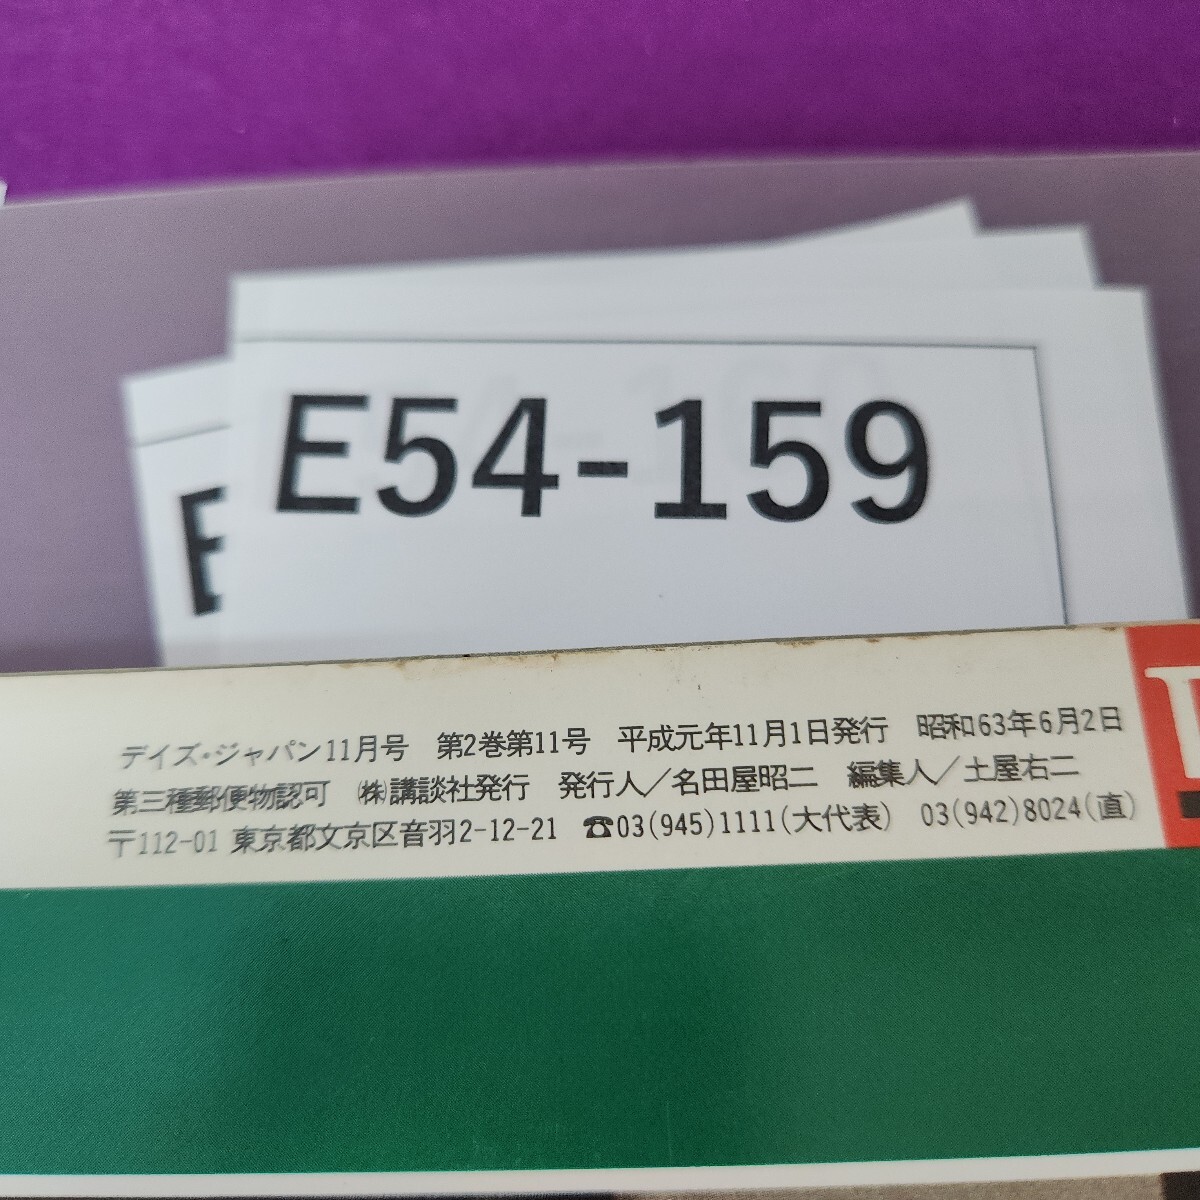 E54-159
E
デイズ・ジャパン11月号　第2巻第11号　平成元年11月1日発行　昭和63年6月2日
第三種郵便物認可　㈱講談社発行　発行人／名田屋昭二　編集人／土屋右二
〒112-01 東京都文京区音羽2-12-21　☎03(945)1111(大代表)　03(942)8024(直)